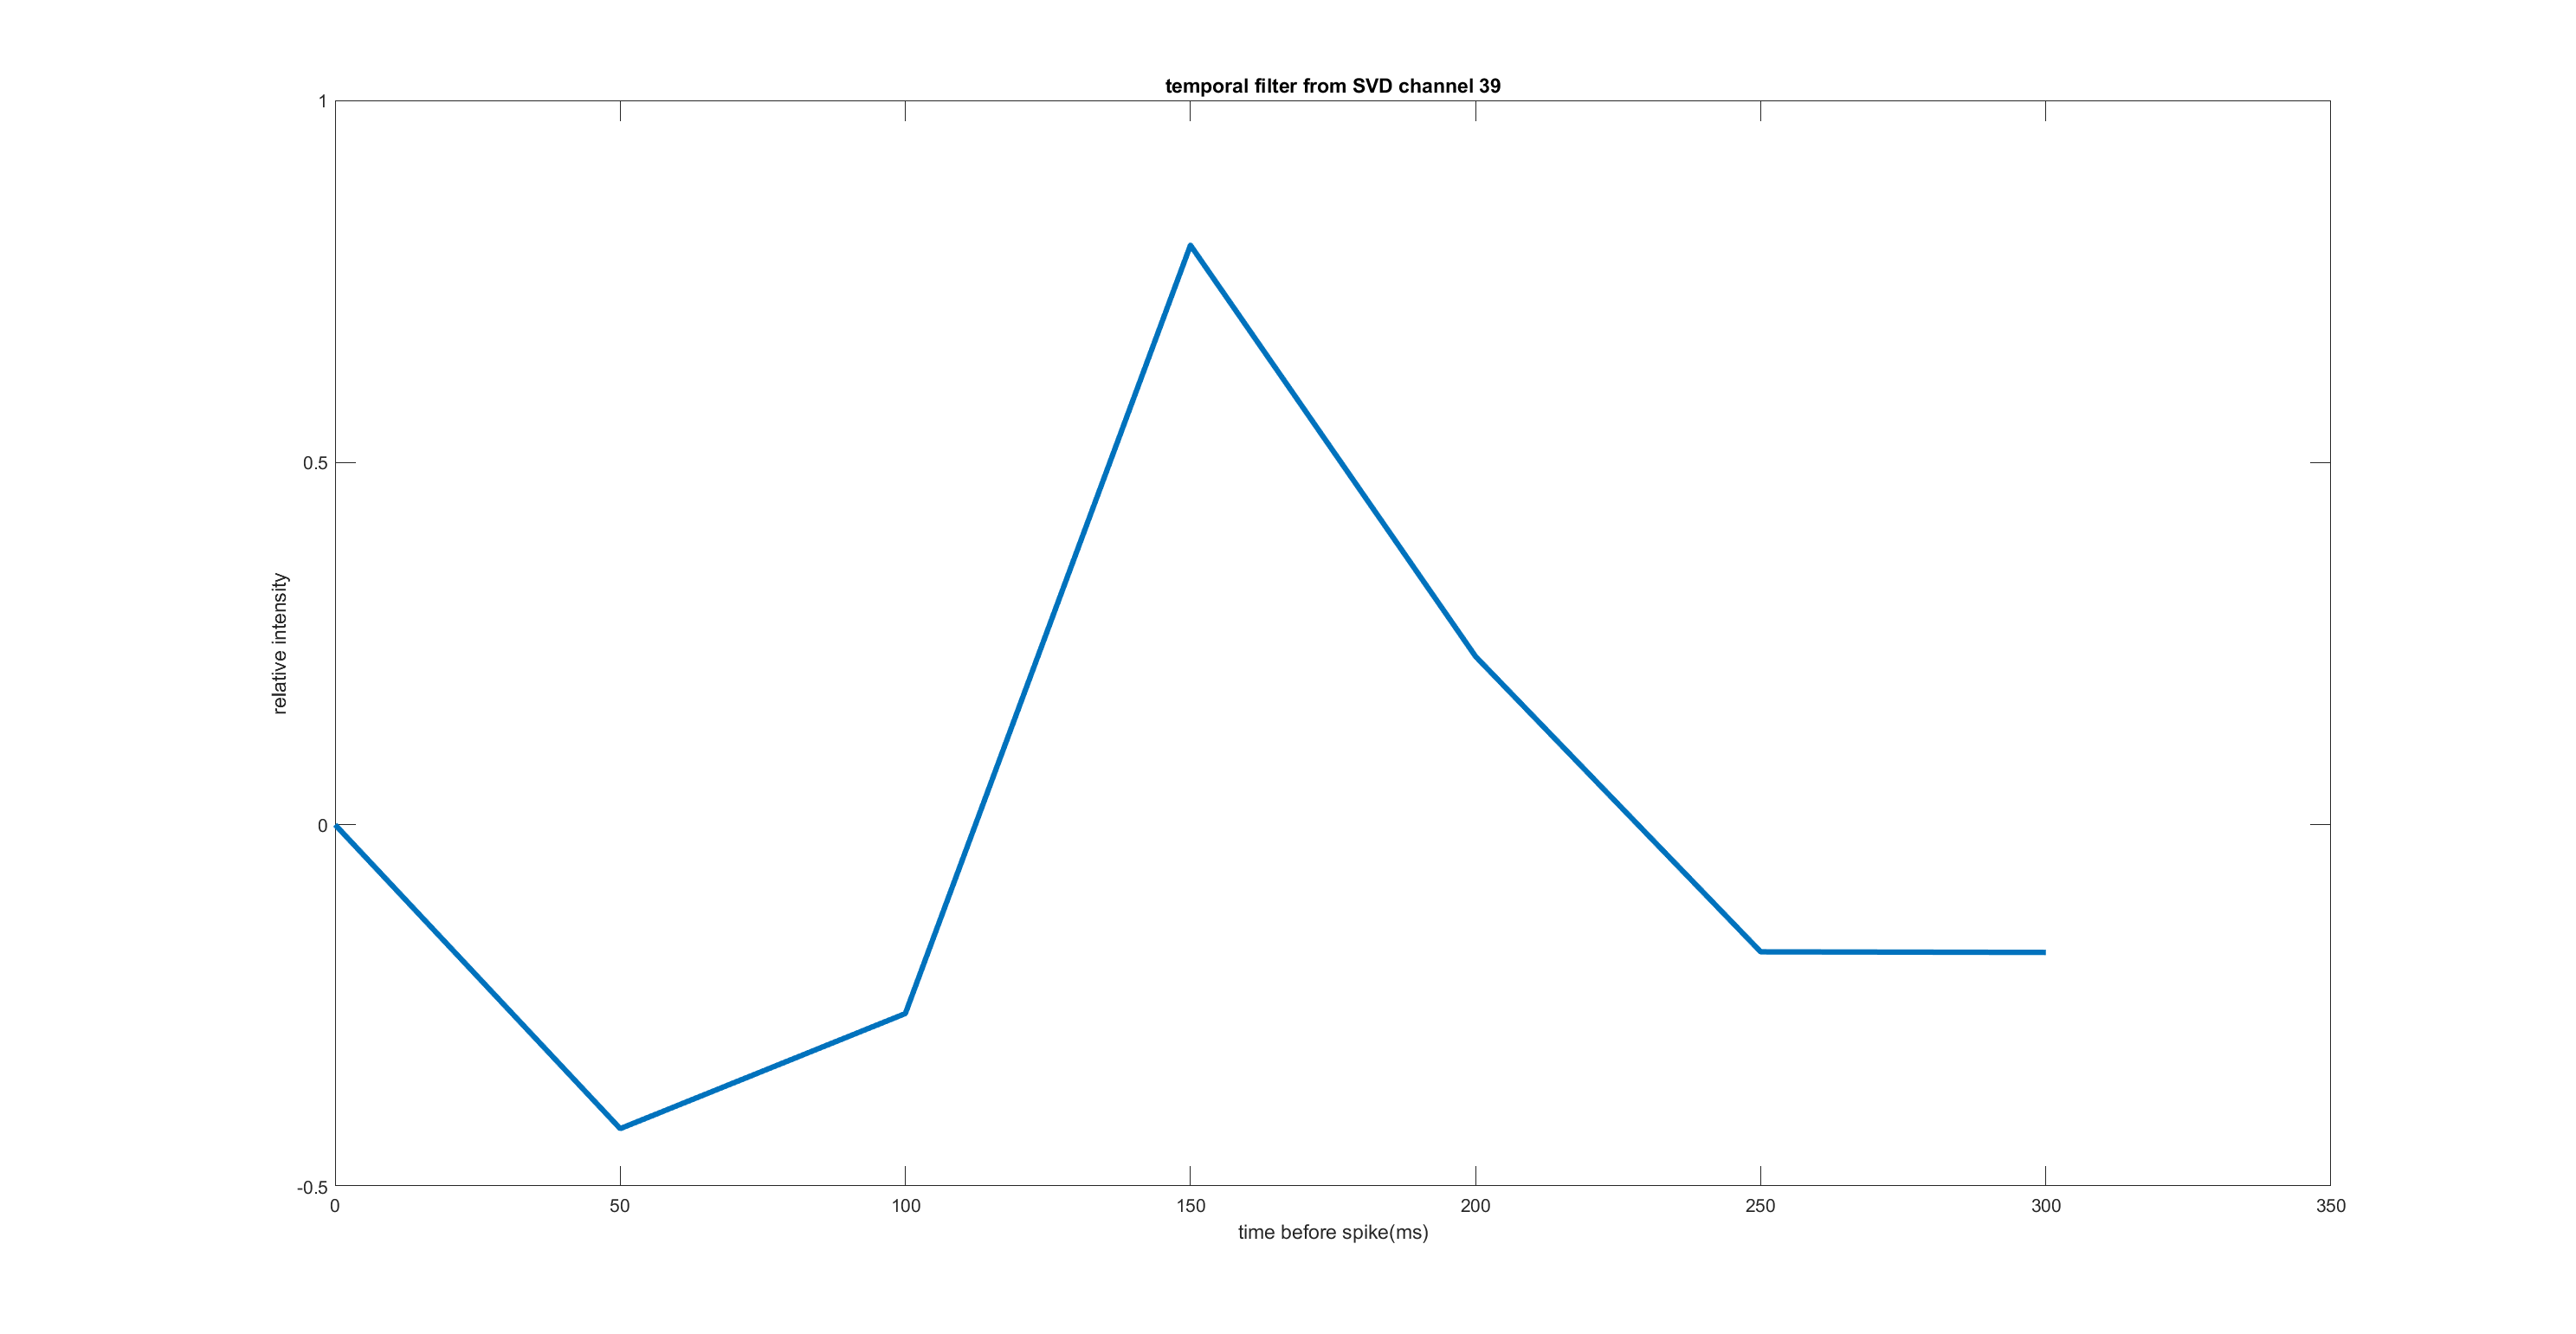 temporal filter from SVD channel 39
1
0.5
0
-0.5
relative intensity
0 50 100 150 200 250 300 350
time before spike(ms)